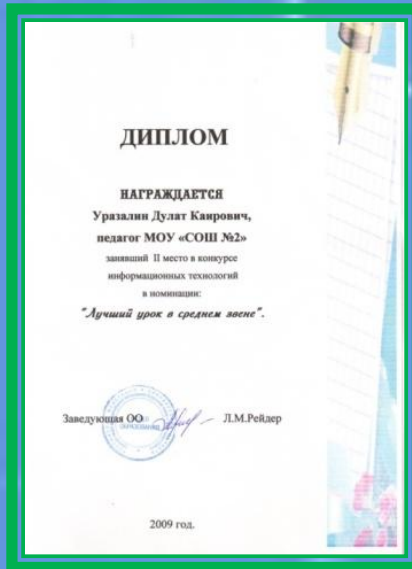 ДИПЛОМ
НАГРАЖДАЕТСЯ
Уразалин Дулат Каирович,
педагог МОУ «СОШ №2»
занявший II место в конкурсе
информационных технологий
в номинации:
"Лучший урок в среднем звене".
Заведующая ОО Л.М.Рейдер
2009 год.